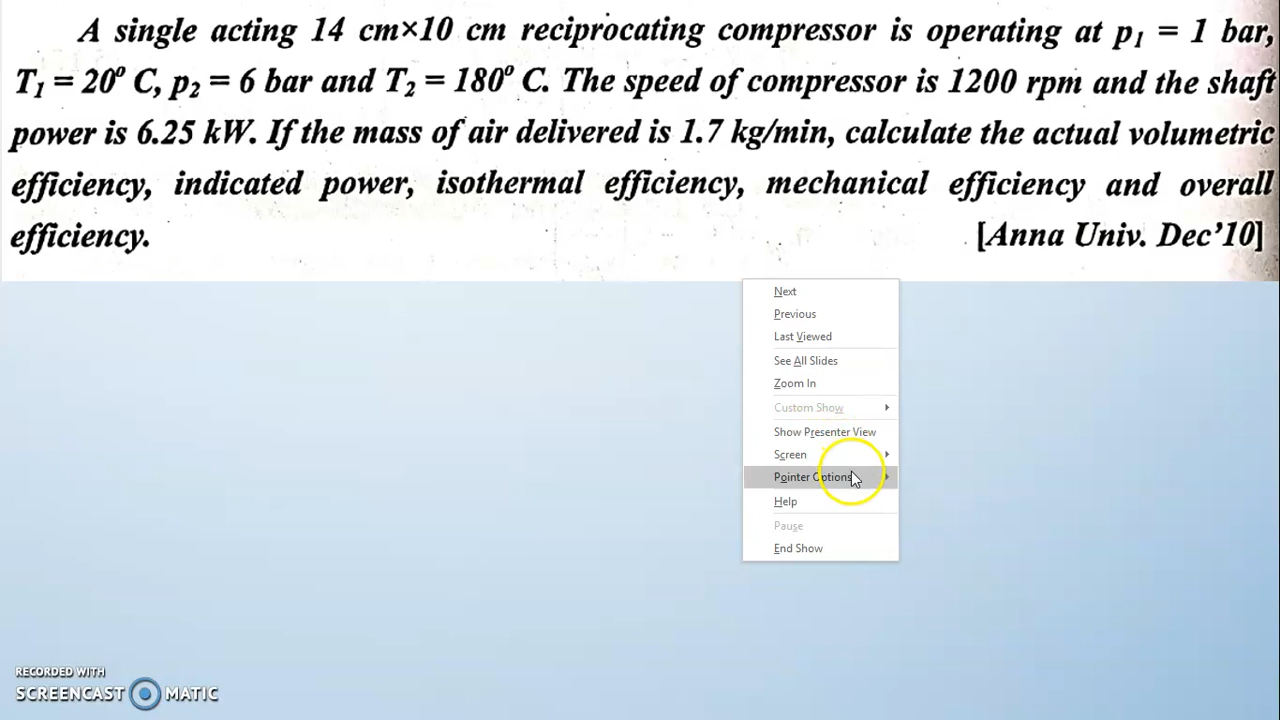 A single acting 14 cm×10 cm reciprocating compressor is operating at p₁ = 1 bar,
T₁ = 20⁰ C, p₂ = 6 bar and T₂ = 180⁰ C. The speed of compressor is 1200 rpm and the shaft
power is 6.25 kW. If the mass of air delivered is 1.7 kg/min, calculate the actual volumetric
efficiency, indicated power, isothermal efficiency, mechanical efficiency and overall
efficiency. [Anna Univ. Dec'10]
Next
Previous
Last Viewed
See All Slides
Zoom In
Custom Show
Show Presenter View
Screen
Pointer Options
Help
Pause
End Show
RECORDED WITH
SCREENCAST MATIC